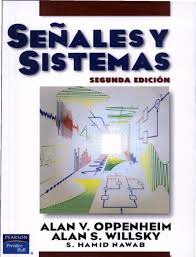 SEÑALES Y
SISTEMAS
SEGUNDA EDICIÓN
ALAN V. OPPENHEIM
ALAN S. WILLSKY
S. HAMID NAWAB
PEARSON
Prentice
Hall